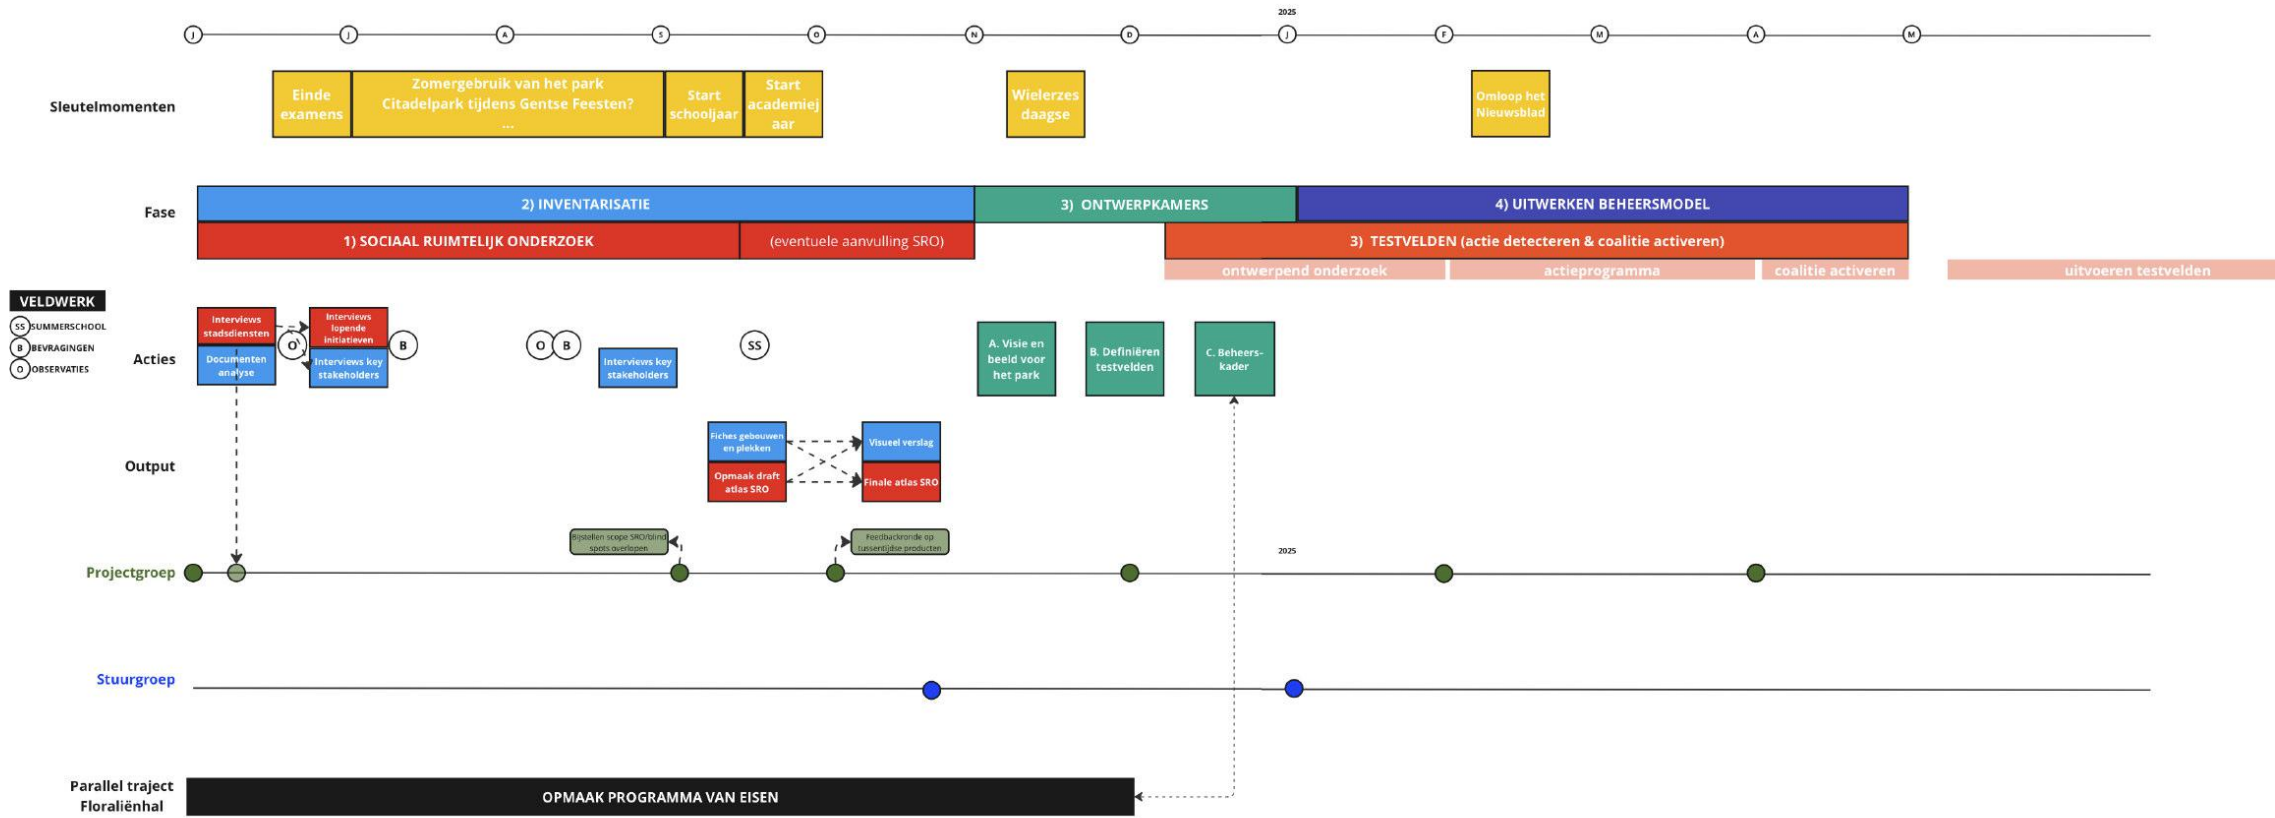 2025
J J A S O N D J F M A M
Sleutelmomenten
Einde
examens
Zomergebruik van het park
Citadelpark tijdens Gentse Feesten?
...
Start
schooljaar
Start
academiej
aar
Wielerzes
daagse
Omloop het
Nieuwsblad
Fase
2) INVENTARISATIE
3) ONTWERPKAMERS
4) UITWERKEN BEHEERSMODEL
1) SOCIAAL RUIMTELIJK ONDERZOEK
(eventuele aanvulling SRO)
3) TESTVELDEN (actie detecteren & coalitie activeren)
ontwerpend onderzoek
actieprogramma
coalitie activeren
uitvoeren testvelden
VELDWERK
SS SUMMERSCHOOL
B BEVRAGINGEN
O OBSERVATIES
Acties
Interviews
stadsdiensten
Documenten
analyse
O
Interviews
lopende
initiatieven
Interviews key
stakeholders
B
O
B
Interviews key
stakeholders
SS
A. Visie en
beeld voor
het park
B. Definiëren
testvelden
C. Beheers-
kader
Output
Fiches gebouwen
en plekken
Opmaak draft
atlas SRO
Visueel verslag
Finale atlas SRO
Bijstellen scope SRO/blind
spots overlopen
Feedbackronde op
tussentijdse producten
2025
Projectgroep
Stuurgroep
Parallel traject
Floraliënhal
OPMAAK PROGRAMMA VAN EISEN